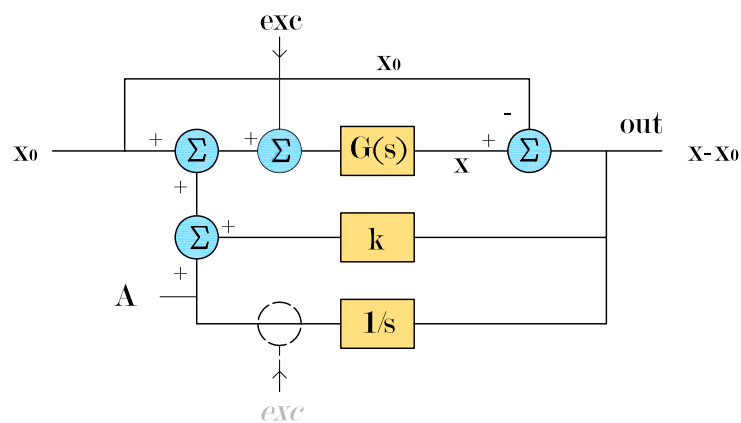 exc
x₀
-
out
+ + +
x₀ Σ Σ G(s) Σ x-x₀
x
+
Σ + k
+
A
1/s
exc